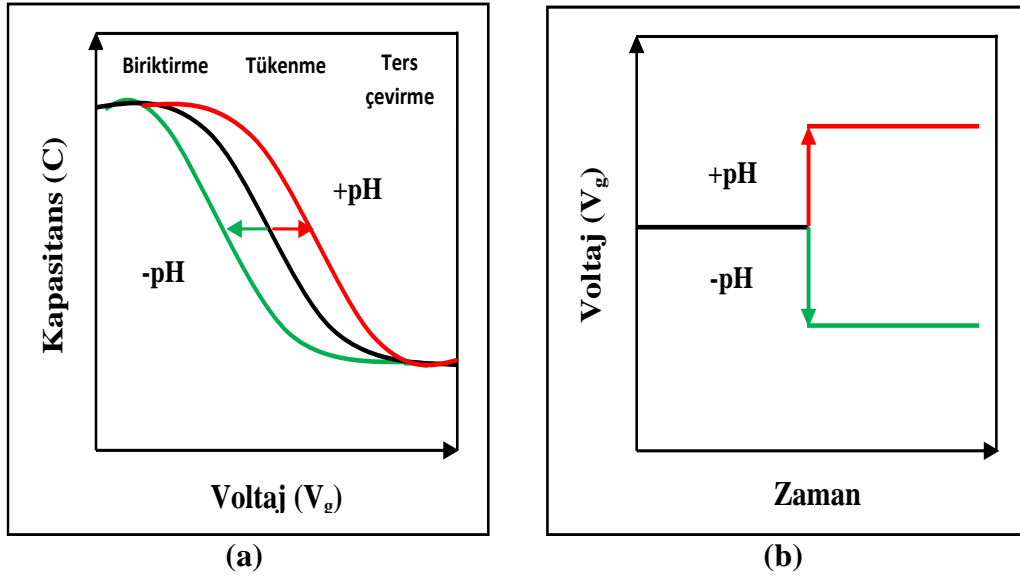 Biriktirme Tükenme Ters
çevirme
Kapasitans (C)
+pH
-pH
Voltaj (Vg)
(a)
Voltaj (Vg)
+pH
-pH
Zaman
(b)